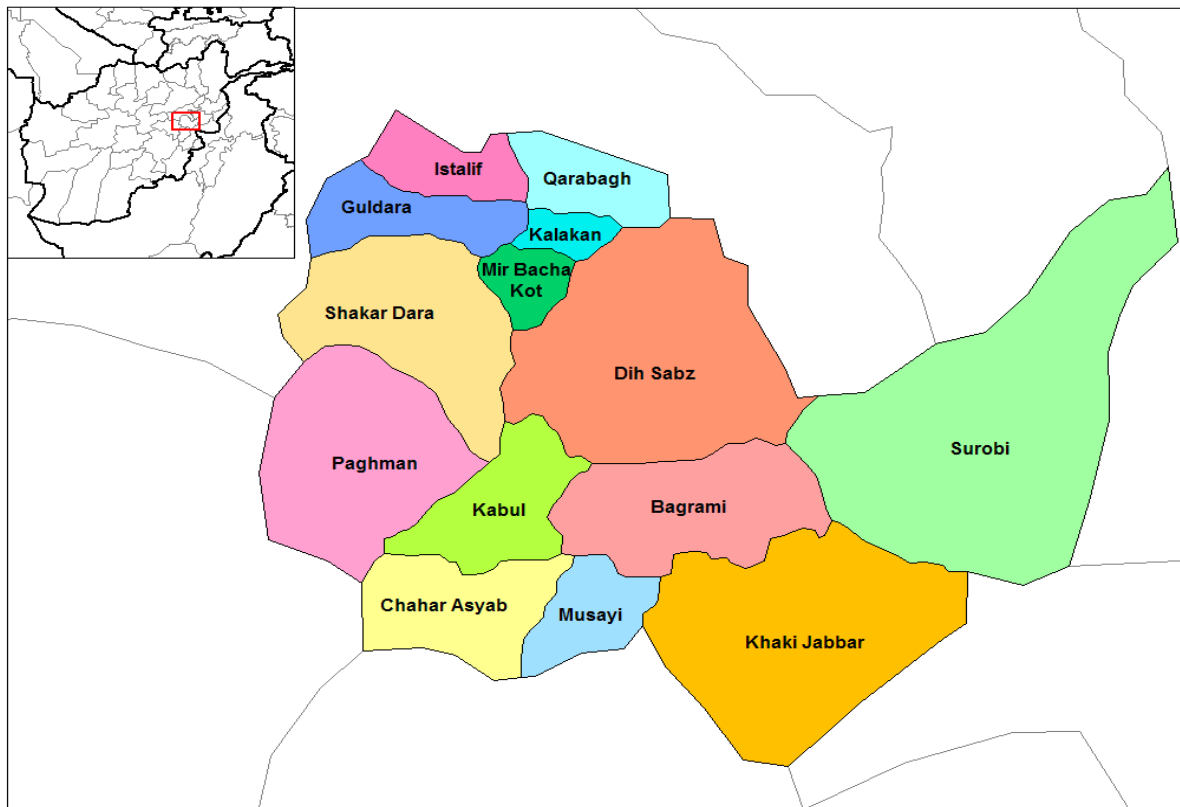 Istalif
Qarabagh
Guldara
Kalakan
Mir Bacha
Kot
Shakar Dara
Dih Sabz
Surobi
Paghman
Kabul
Bagrami
Chahar Asyab
Musayi
Khaki Jabbar